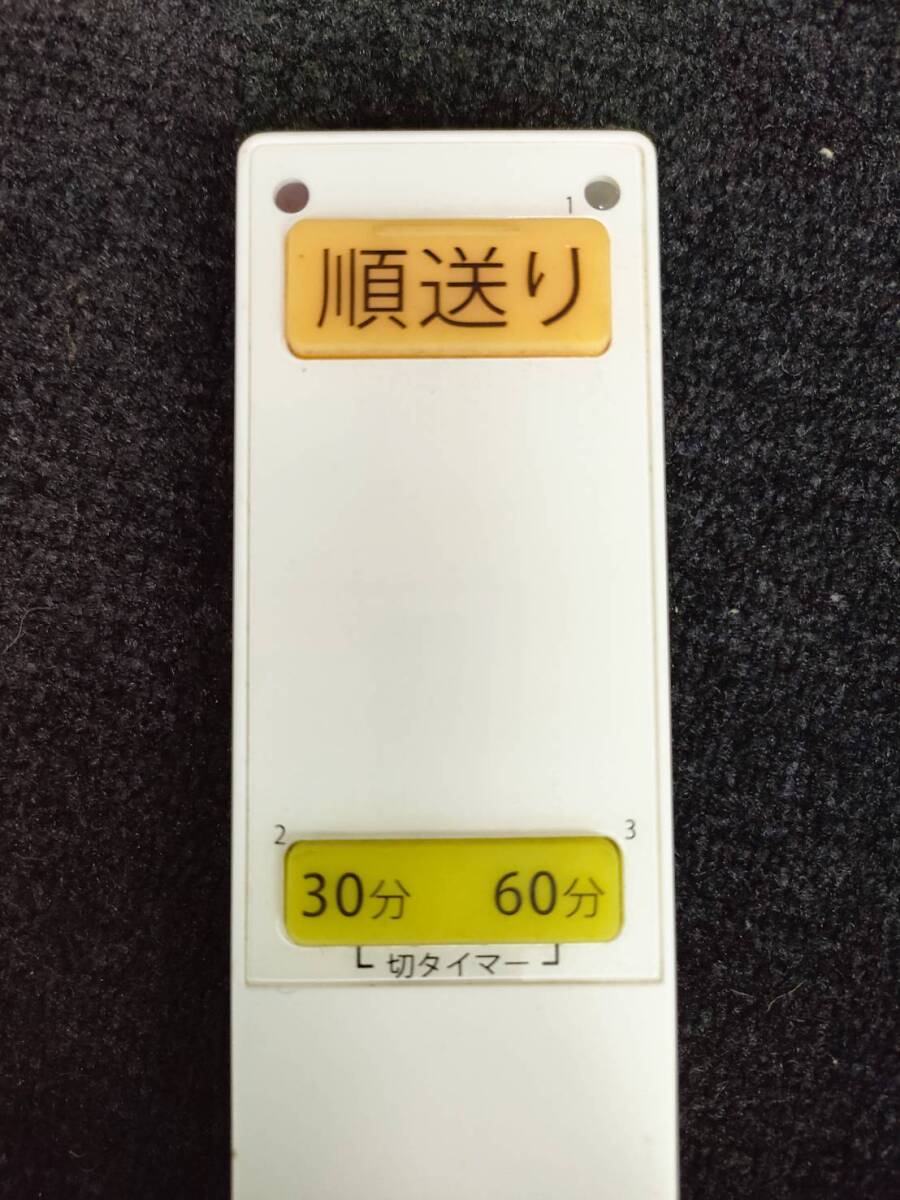 1
順送り
2 3
30分 60分
切タイマー